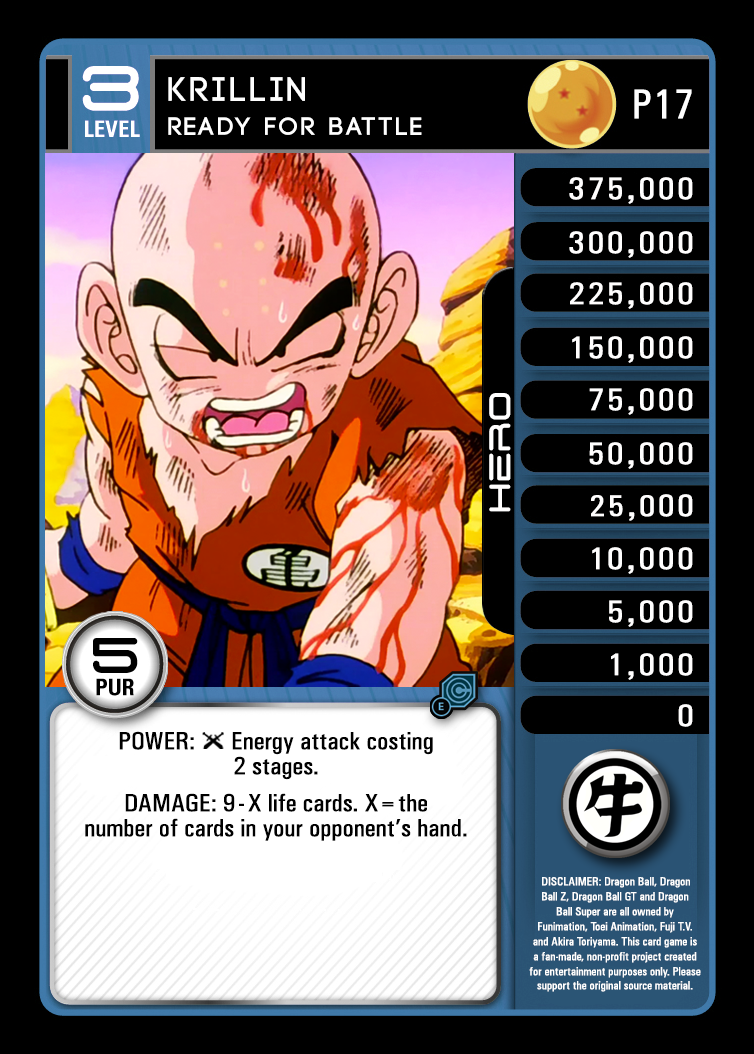 3
LEVEL
KRILLIN
READY FOR BATTLE
P17
375,000
300,000
225,000
150,000
75,000
50,000
25,000
10,000
5,000
1,000
0
HERO
亀
5
PUR
E
POWER: Energy attack costing
2 stages.
DAMAGE: 9-X life cards. X=the
number of cards in your opponent's hand.
牛
DISCLAIMER: Dragon Ball, Dragon
Ball Z, Dragon Ball GT and Dragon
Ball Super are all owned by
Funimation, Toei Animation, Fuji T.V.
and Akira Toriyama. This card game is
a fan-made, non-profit project created
for entertainment purposes only. Please
support the original source material.